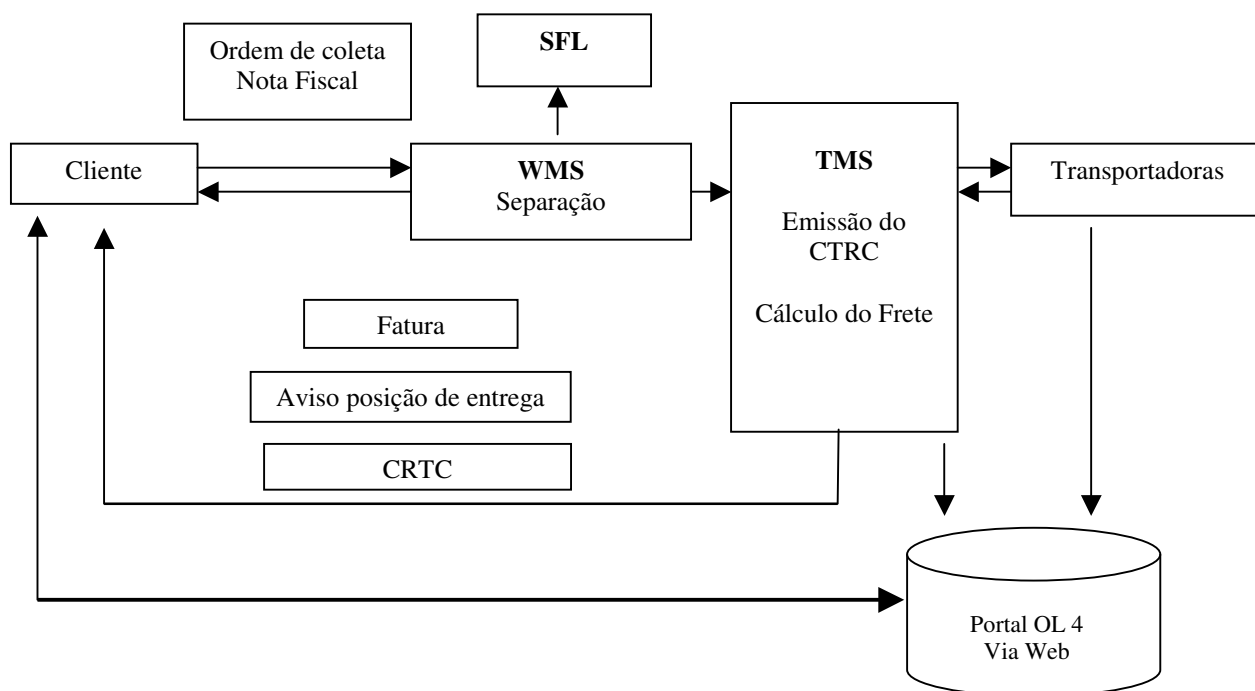 Ordem de coleta
Nota Fiscal
SFL
Cliente
WMS
Separação
TMS
Emissão do
CTRC
Cálculo do Frete
Transportadoras
Fatura
Aviso posição de entrega
CRTC
Portal OL 4
Via Web